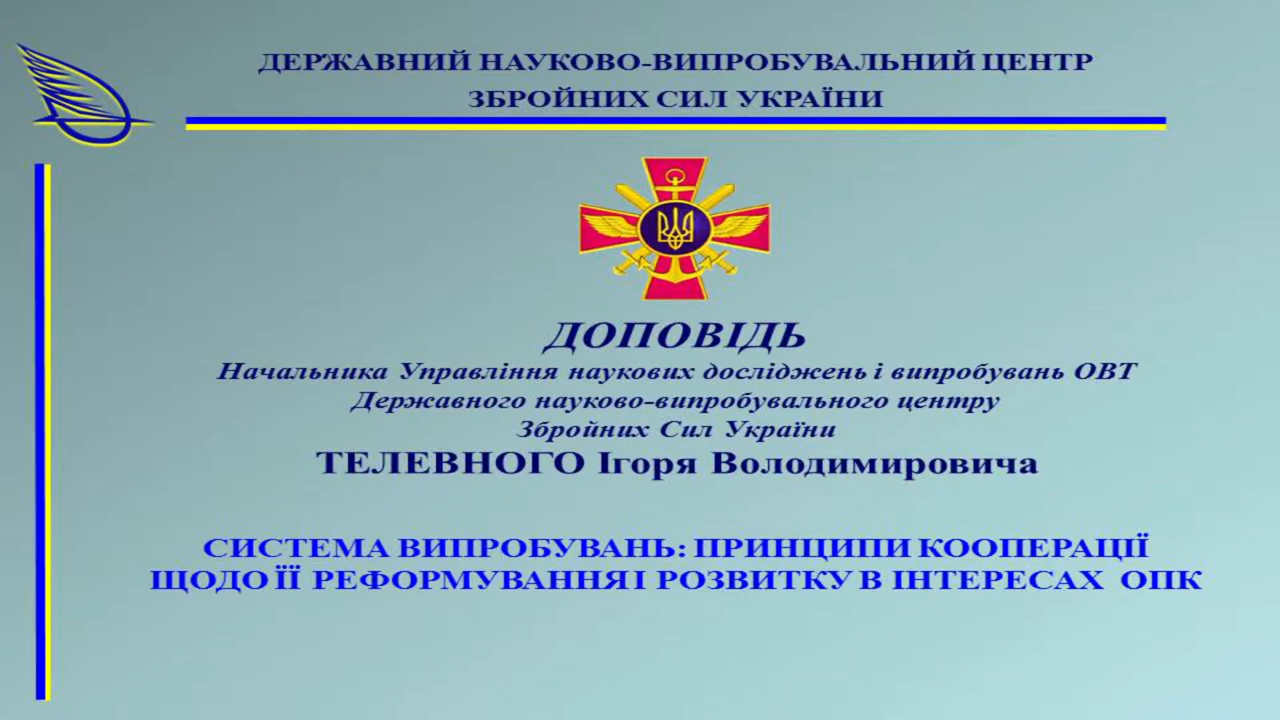 ДЕРЖАВНИЙ НАУКОВО-ВИПРОБУВАЛЬНИЙ ЦЕНТР
ЗБРОЙНИХ СИЛ УКРАЇНИ
ДОПОВІДЬ
Начальника Управління наукових досліджень і випробувань ОВТ
Державного науково-випробувального центру
Збройних Сил України
ТЕЛЕВНОГО Ігоря Володимировича
СИСТЕМА ВИПРОБУВАНЬ: ПРИНЦИПИ КООПЕРАЦІЇ
ЩОДО ЇЇ РЕФОРМУВАННЯ І РОЗВИТКУ В ІНТЕРЕСАХ ОПК